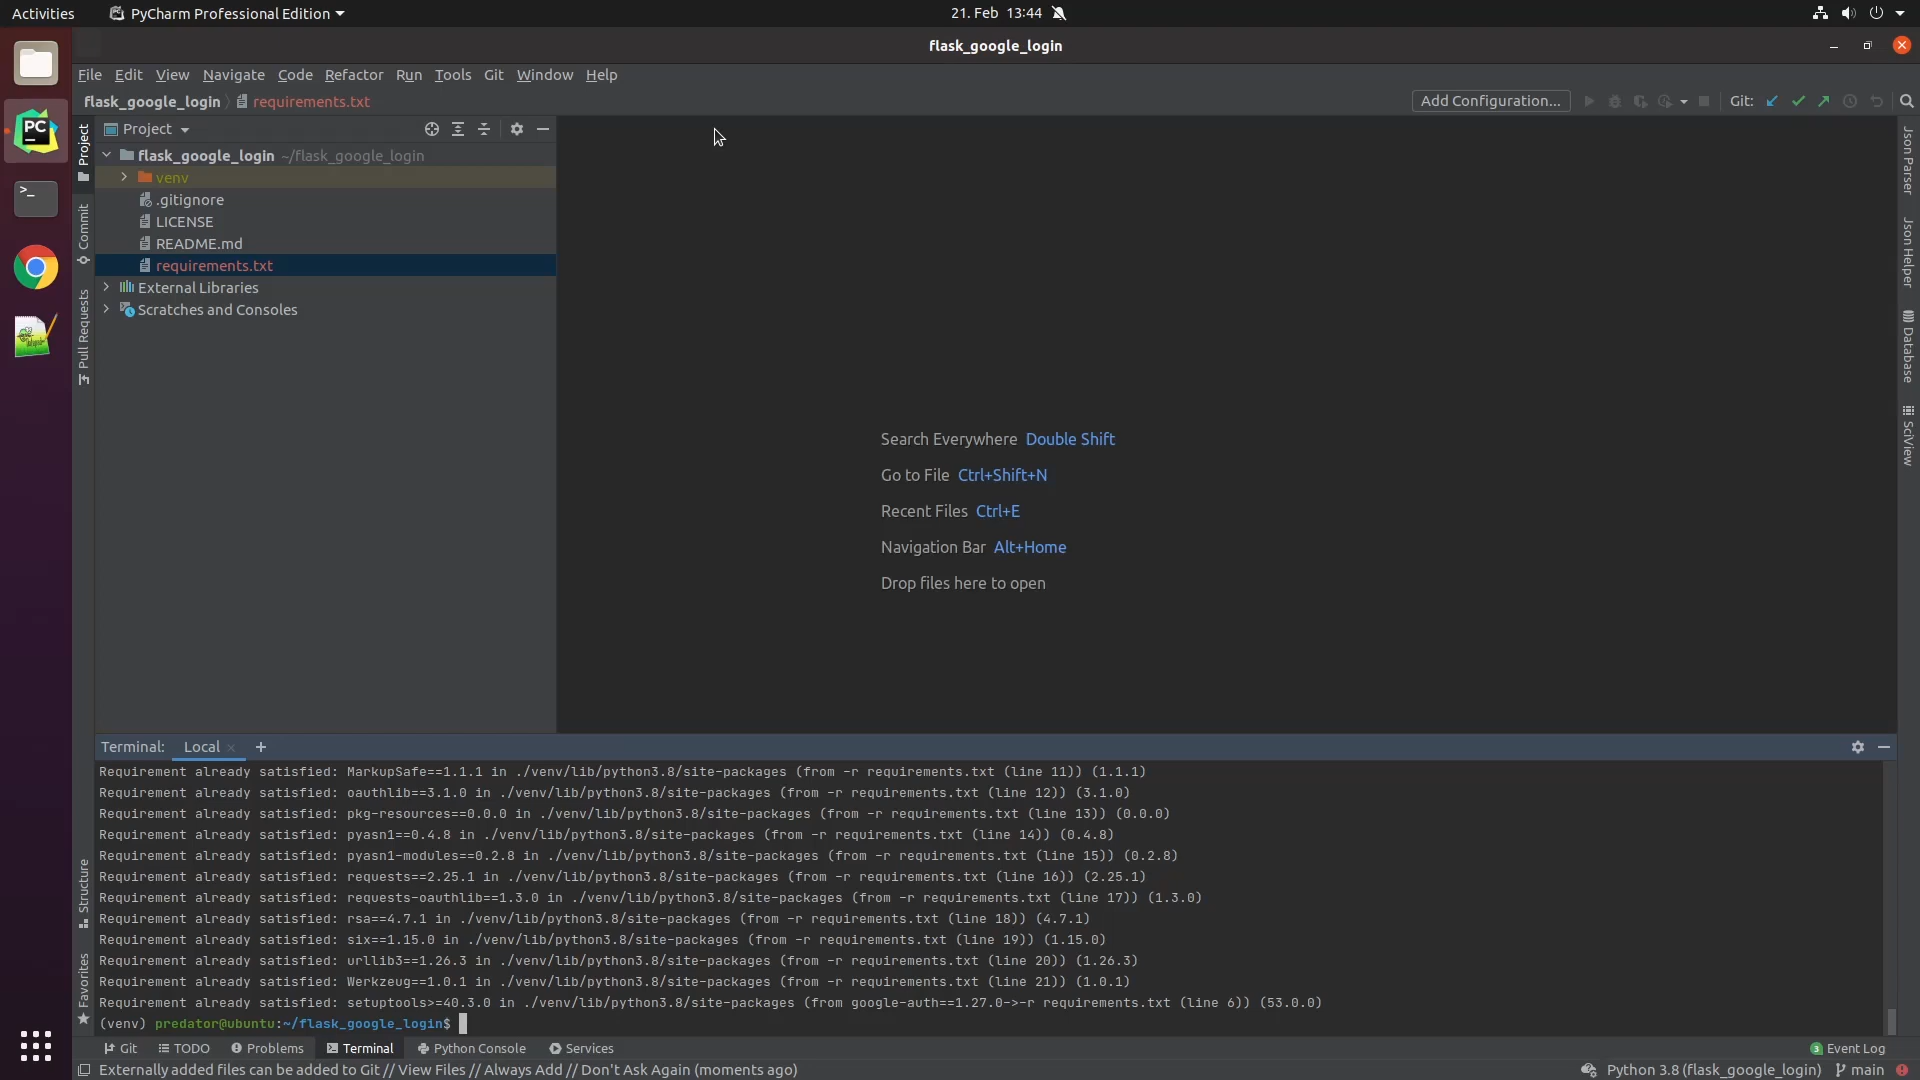 Activities PyCharm Professional Edition 21. Feb 13:44
flask_google_login
File Edit View Navigate Code Refactor Run Tools Git Window Help
flask_google_login requirements.txt Add Configuration... Git:
Project
flask_google_login ~/flask_google_login
venv
.gitignore
LICENSE
README.md
requirements.txt
External Libraries
Scratches and Consoles
Project
Commit
Pull Requests
Structure
Favorites
PC
Search Everywhere Double Shift
Go to File Ctrl+Shift+N
Recent Files Ctrl+E
Navigation Bar Alt+Home
Drop files here to open
Json Parser
Json Helper
Database
SciView
Terminal: Local +
Requirement already satisfied: MarkupSafe==1.1.1 in ./venv/lib/python3.8/site-packages (from -r requirements.txt (line 11)) (1.1.1)
Requirement already satisfied: oauthlib==3.1.0 in ./venv/lib/python3.8/site-packages (from -r requirements.txt (line 12)) (3.1.0)
Requirement already satisfied: pkg-resources==0.0.0 in ./venv/lib/python3.8/site-packages (from -r requirements.txt (line 13)) (0.0.0)
Requirement already satisfied: pyasn1==0.4.8 in ./venv/lib/python3.8/site-packages (from -r requirements.txt (line 14)) (0.4.8)
Requirement already satisfied: pyasn1-modules==0.2.8 in ./venv/lib/python3.8/site-packages (from -r requirements.txt (line 15)) (0.2.8)
Requirement already satisfied: requests==2.25.1 in ./venv/lib/python3.8/site-packages (from -r requirements.txt (line 16)) (2.25.1)
Requirement already satisfied: requests-oauthlib==1.3.0 in ./venv/lib/python3.8/site-packages (from -r requirements.txt (line 17)) (1.3.0)
Requirement already satisfied: rsa==4.7.1 in ./venv/lib/python3.8/site-packages (from -r requirements.txt (line 18)) (4.7.1)
Requirement already satisfied: six==1.15.0 in ./venv/lib/python3.8/site-packages (from -r requirements.txt (line 19)) (1.15.0)
Requirement already satisfied: urllib3==1.26.3 in ./venv/lib/python3.8/site-packages (from -r requirements.txt (line 20)) (1.26.3)
Requirement already satisfied: Werkzeug==1.0.1 in ./venv/lib/python3.8/site-packages (from -r requirements.txt (line 21)) (1.0.1)
Requirement already satisfied: setuptools>=40.3.0 in ./venv/lib/python3.8/site-packages (from google-auth==1.27.0->-r requirements.txt (line 6)) (53.0.0)
(venv) predator@ubuntu:~/flask_google_login$
Git TODO Problems Terminal Python Console Services 3 Event Log
Externally added files can be added to Git // View Files // Always Add // Don't Ask Again (moments ago) Python 3.8 (flask_google_login) main